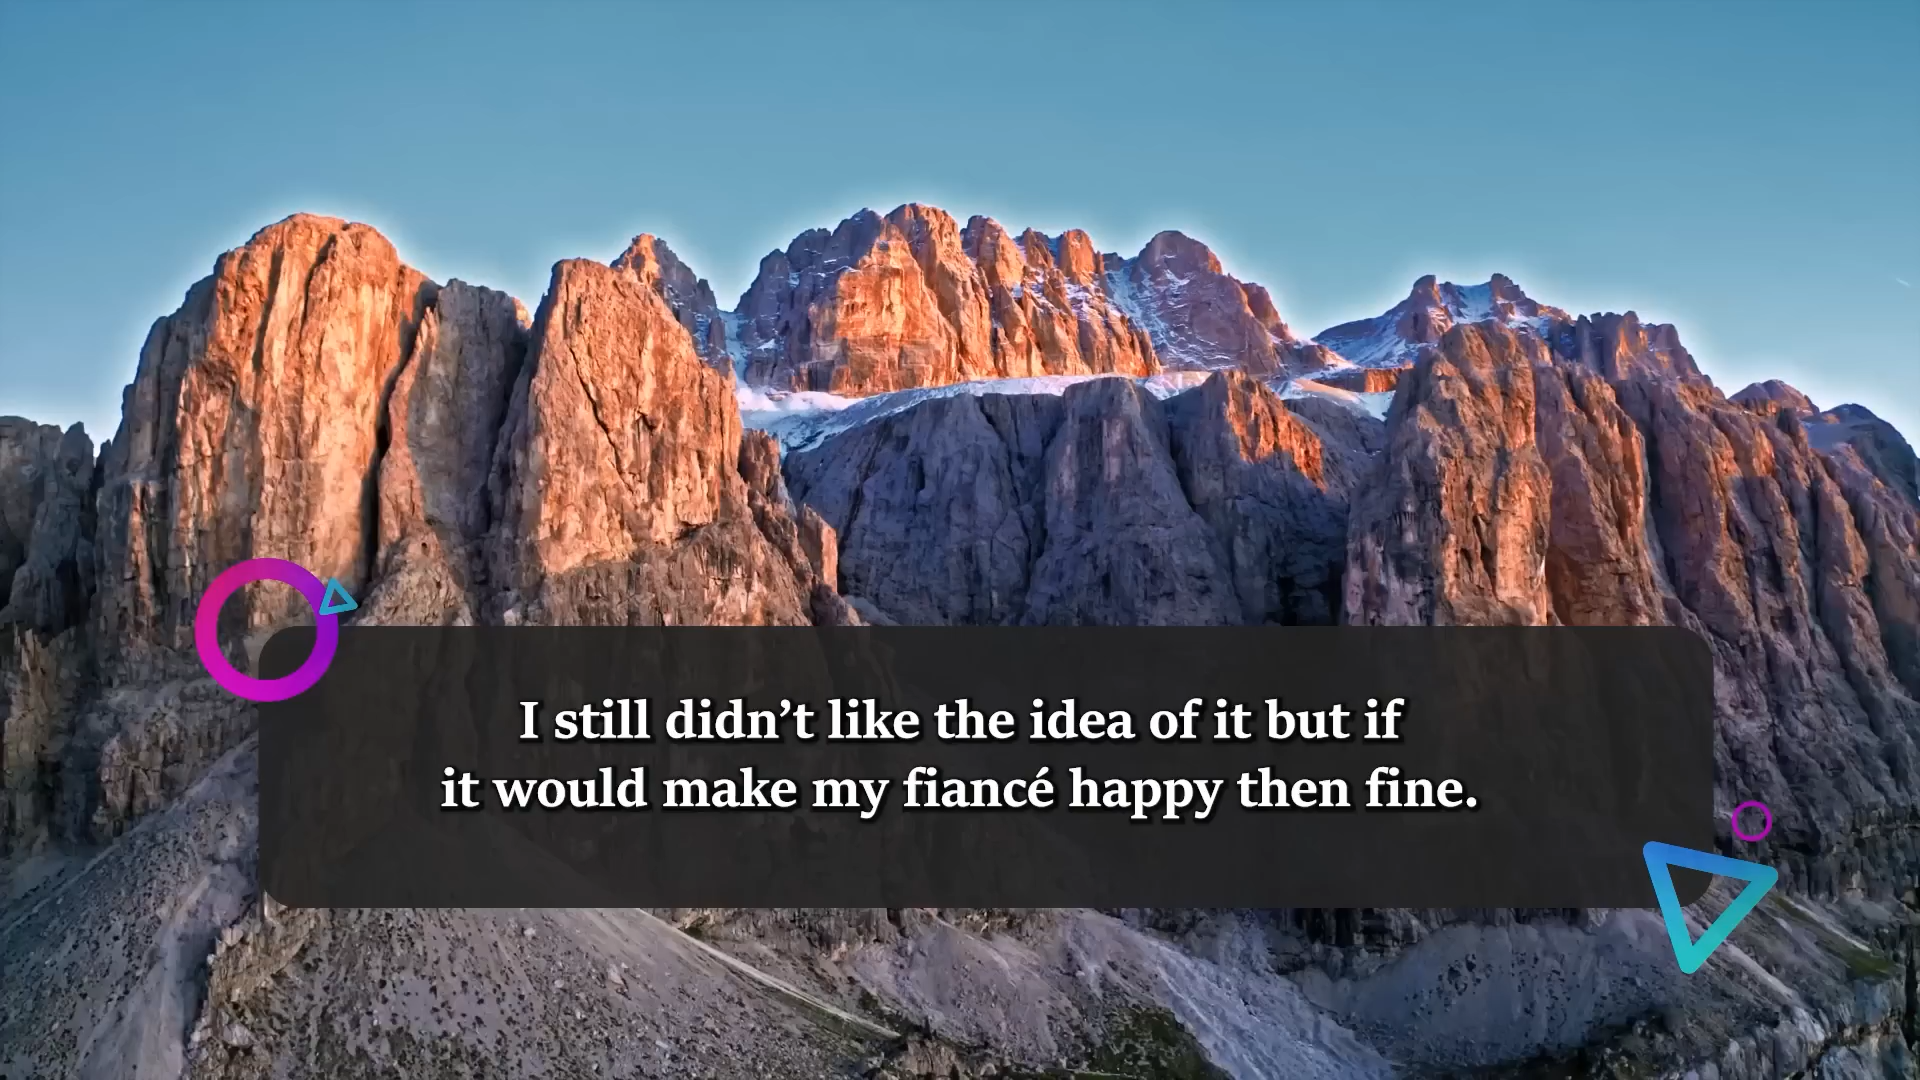 I still didn’t like the idea of it but if
it would make my fiancé happy then fine.